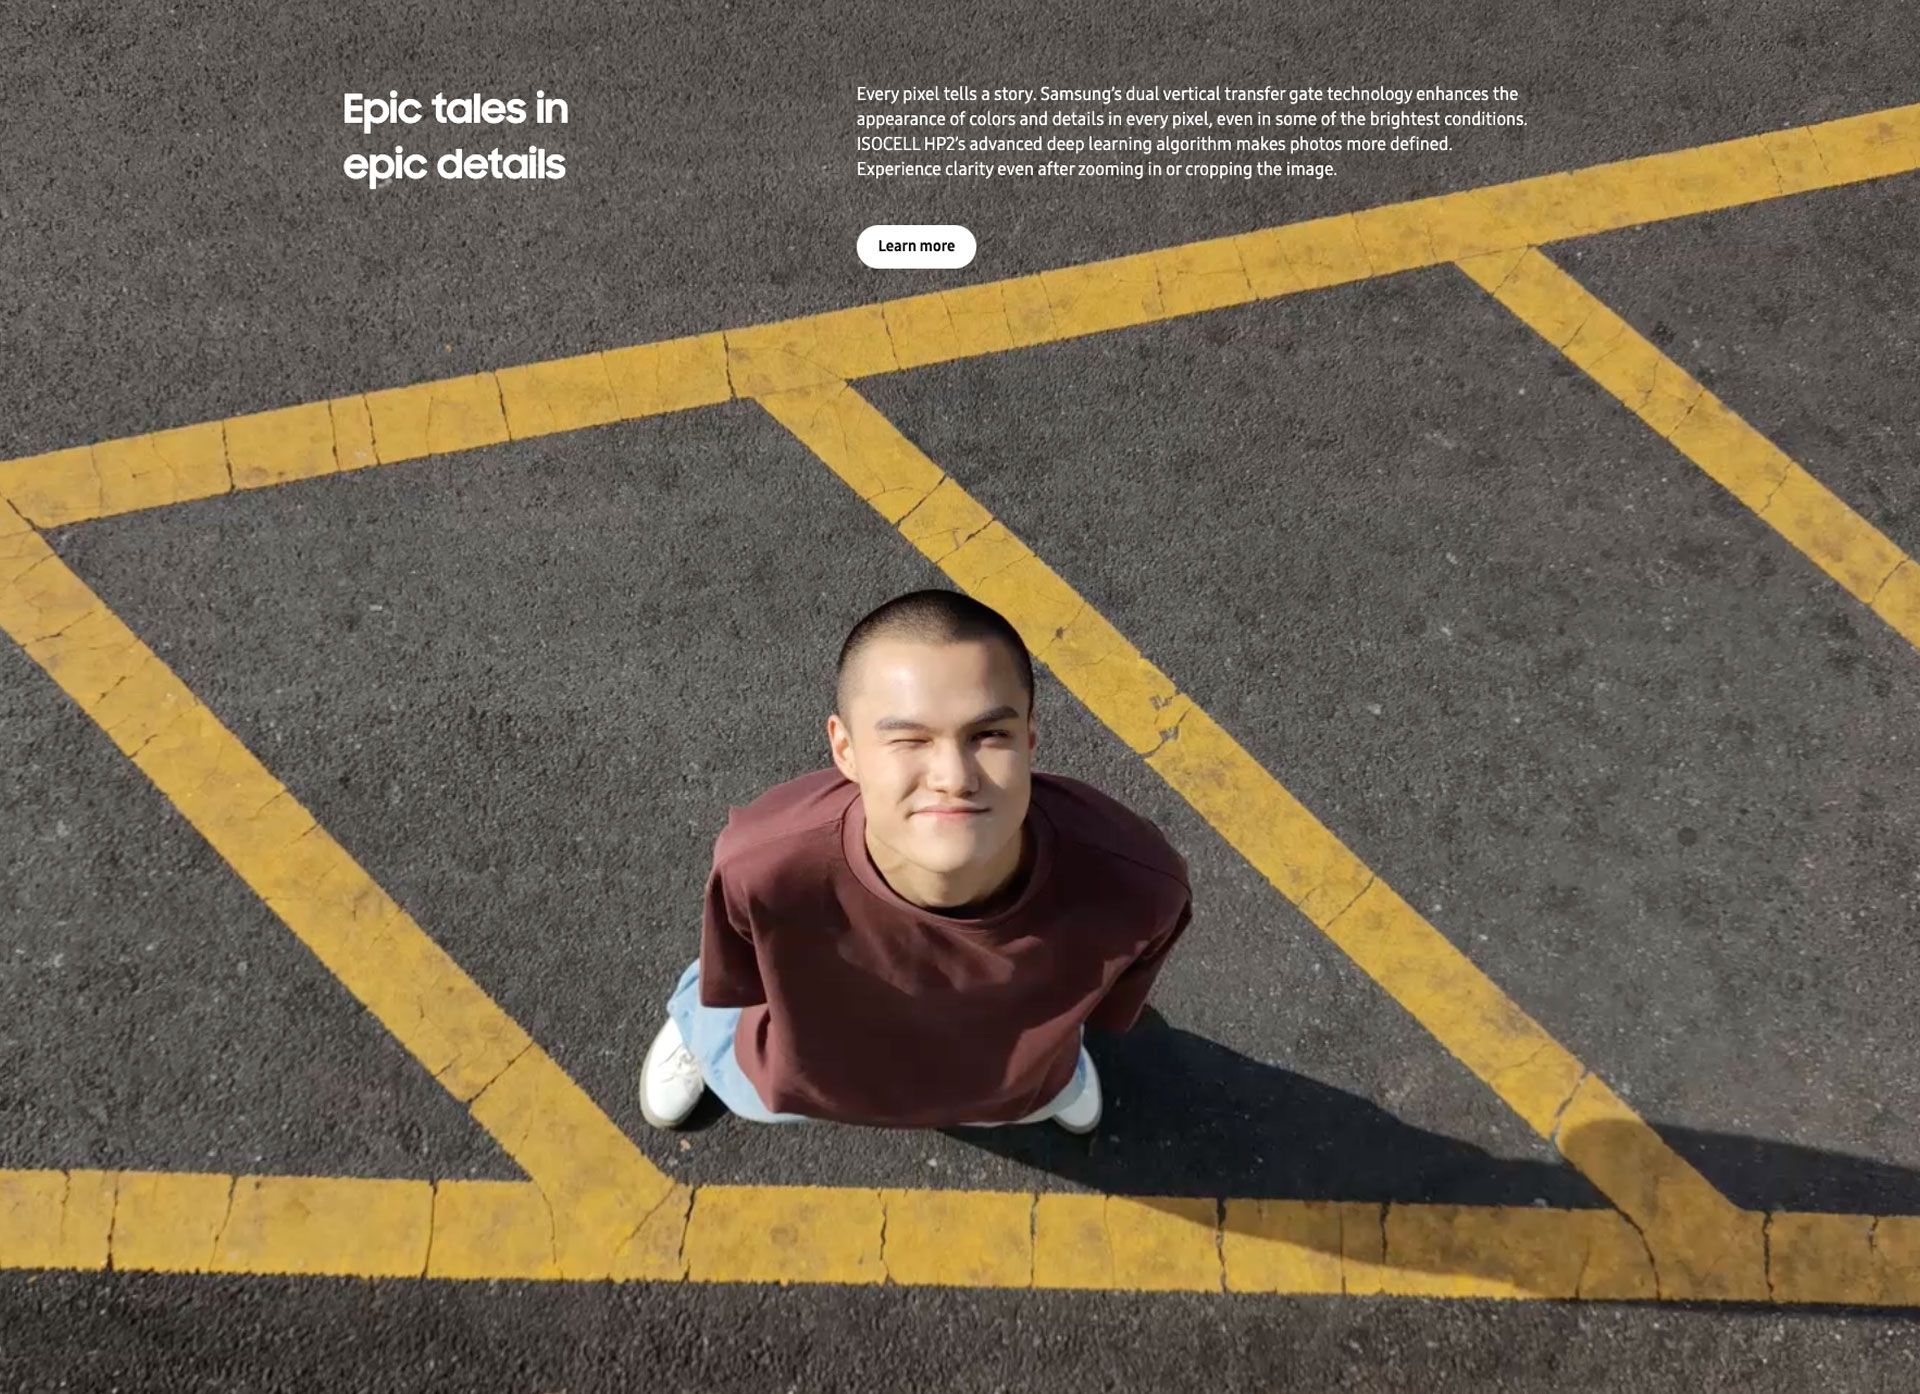 Epic tales in
epic details
Every pixel tells a story. Samsung’s dual vertical transfer gate technology enhances the
appearance of colors and details in every pixel, even in some of the brightest conditions.
ISOCELL HP2’s advanced deep learning algorithm makes photos more defined.
Experience clarity even after zooming in or cropping the image.
Learn more